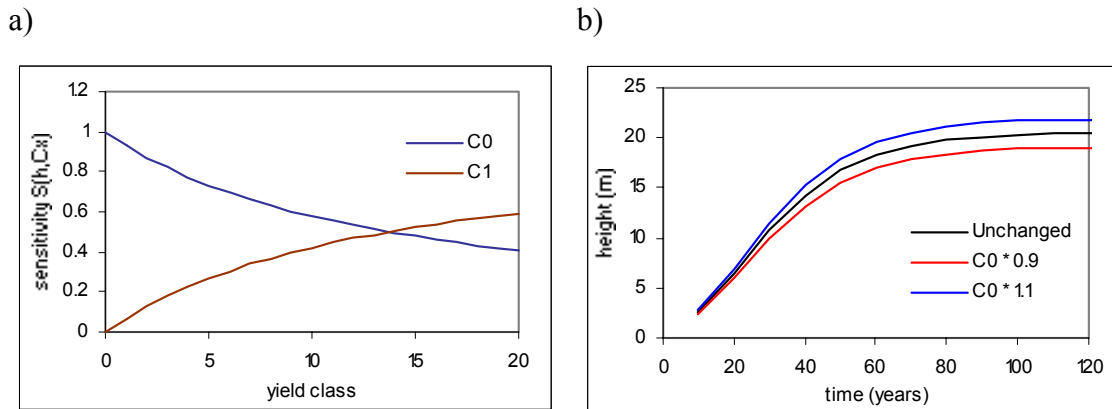 a)
b)
sensitivity S(h,Cx)
1.2
1
0.8
0.6
0.4
0.2
0
0 5 10 15 20
yield class
C0
C1
height (m)
25
20
15
10
5
0
0 20 40 60 80 100 120
time (years)
Unchanged
C0 * 0.9
C0 * 1.1